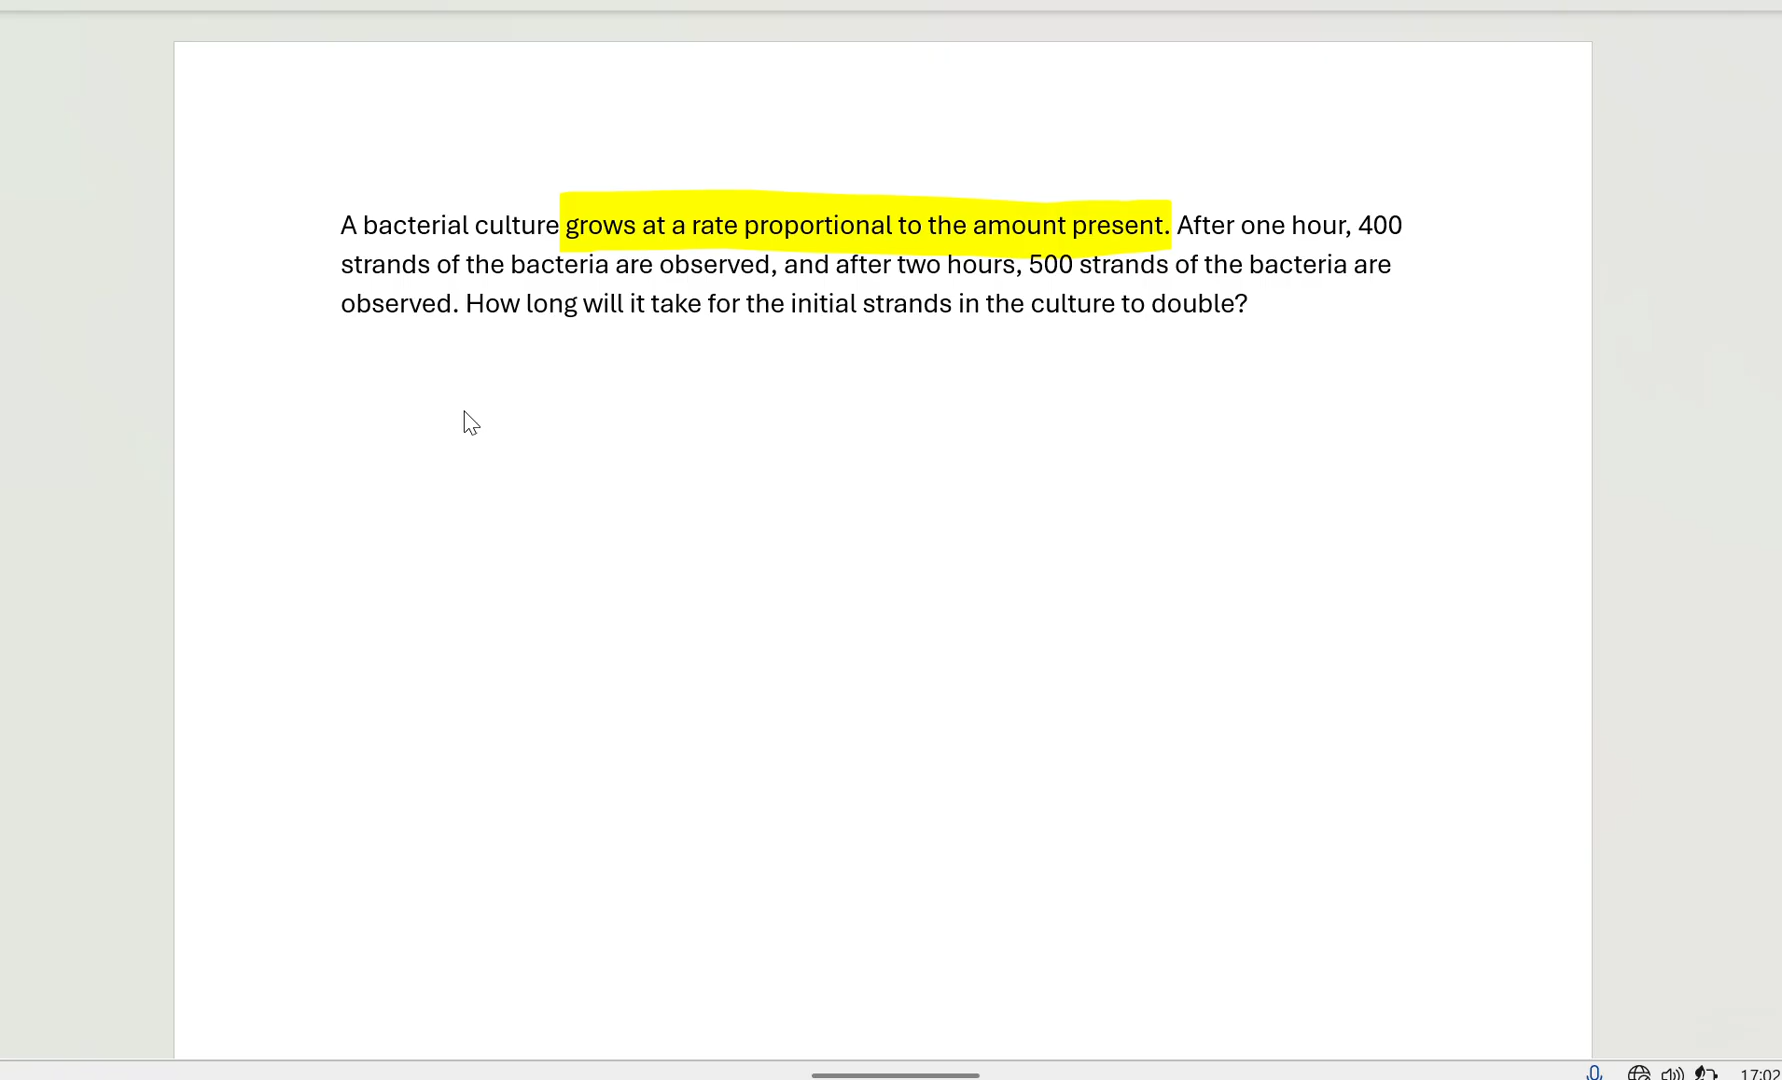 A bacterial culture grows at a rate proportional to the amount present. After one hour, 400
strands of the bacteria are observed, and after two hours, 500 strands of the bacteria are
observed. How long will it take for the initial strands in the culture to double?
17:02